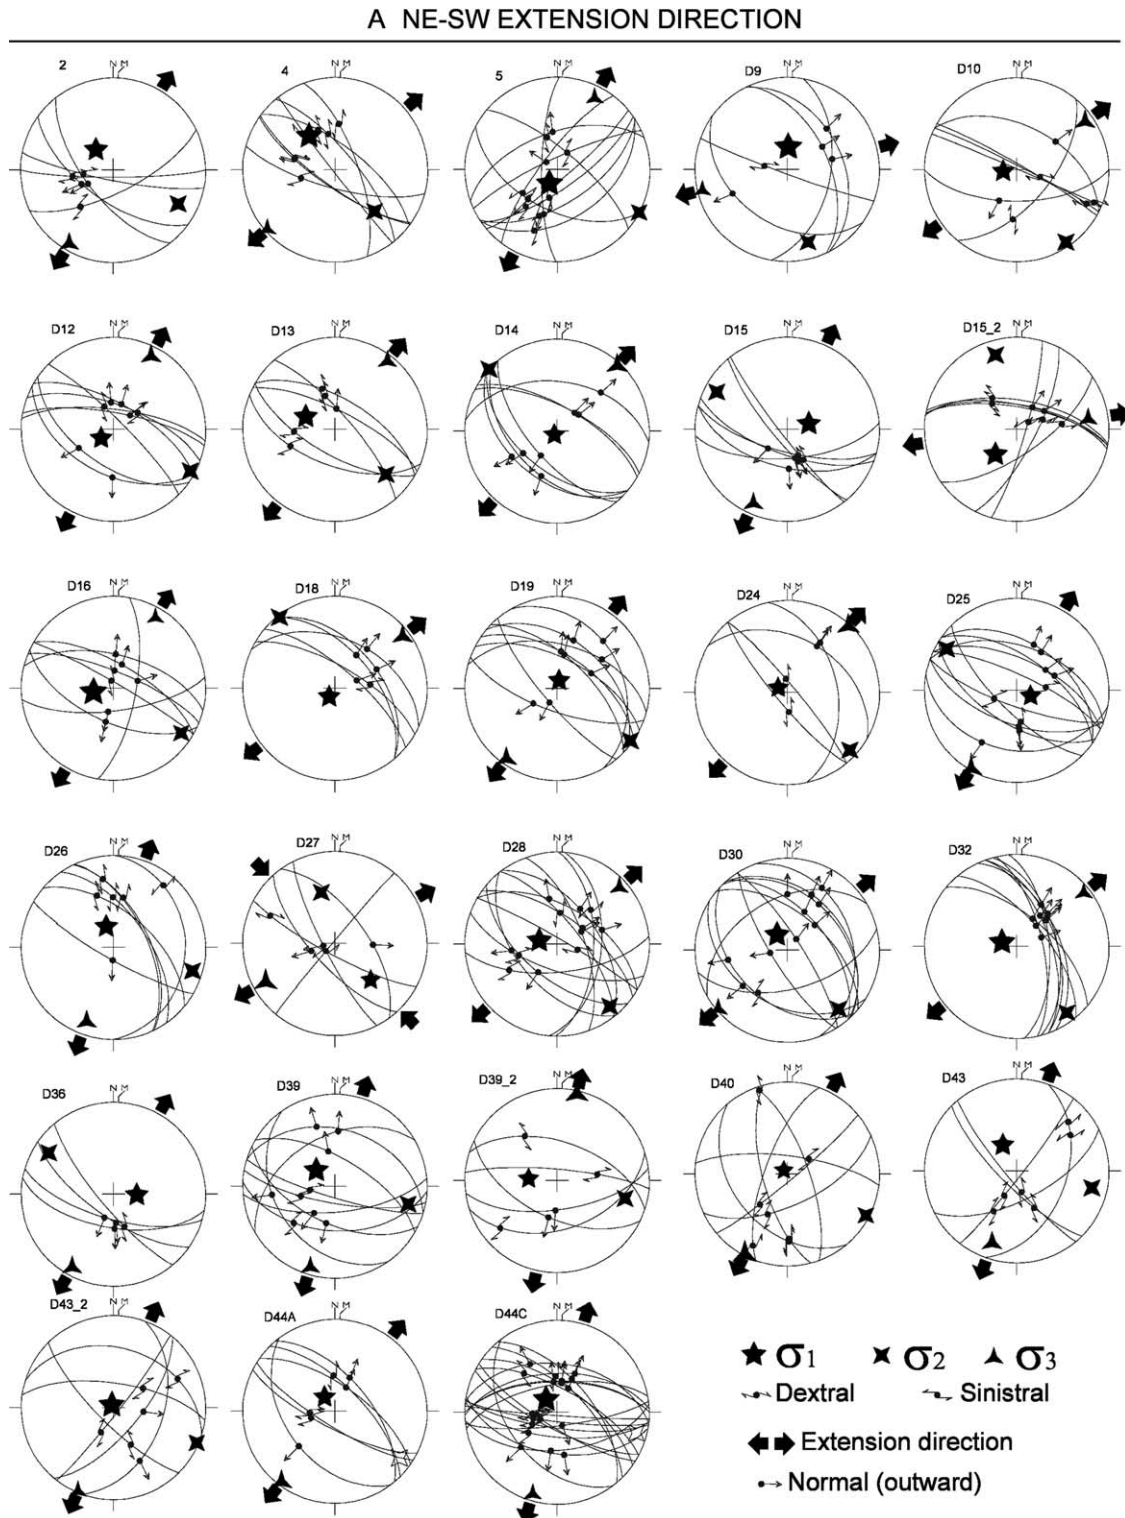 A NE-SW EXTENSION DIRECTION
2 4 5 D9 D10
N M N M N M N M N M
D12 D13 D14 D15 D15_2
N M N M N M N M N M
D16 D18 D19 D24 D25
N M N M N M N M N M
D26 D27 D28 D30 D32
N M N M N M N M N M
D36 D39 D39_2 D40 D43
N M N M N M N M N M
D43_2 D44A D44C
N M N M N M
σ1 σ2 σ3
Dextral Sinistral
Extension direction
Normal (outward)